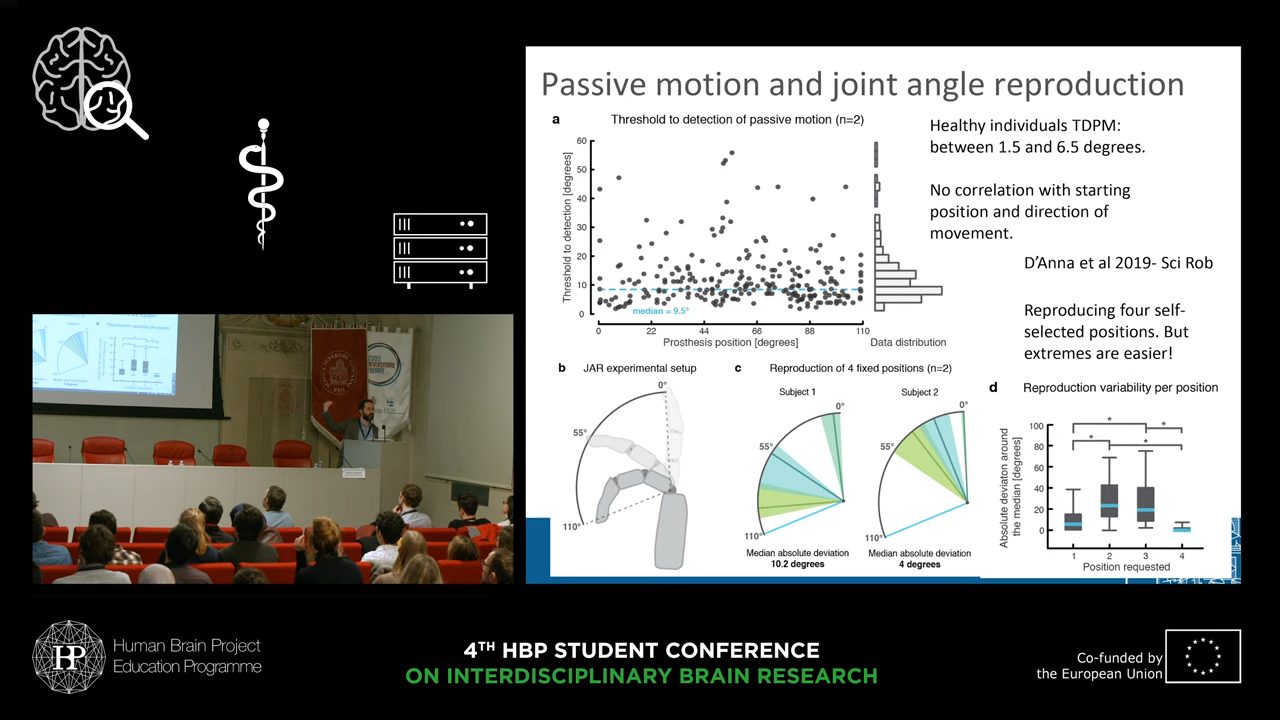 Passive motion and joint angle reproduction
a
Threshold to detection of passive motion (n=2)
Threshold to detection [degrees]
60
50
40
30
20
10
0
median = 9.5°
0
22
44
66
88
110
Prosthesis position [degrees]
Data distribution
Healthy individuals TDPM:
between 1.5 and 6.5 degrees.
No correlation with starting
position and direction of
movement.
D'Anna et al 2019- Sci Rob
Reproducing four self-
selected positions. But
extremes are easier!
b
JAR experimental setup
0°
55°
110°
c
Reproduction of 4 fixed positions (n=2)
Subject 1
0°
55°
110°
Median absolute deviation
10.2 degrees
Subject 2
0°
55°
110°
Median absolute deviation
4 degrees
d
Reproduction variability per position
Absolute deviaton around
the median [degrees]
100
80
60
40
20
0
*
*
*
*
1
2
3
4
Position requested
HBP
Human Brain Project
Education Programme
4TH HBP STUDENT CONFERENCE
ON INTERDISCIPLINARY BRAIN RESEARCH
Co-funded by
the European Union